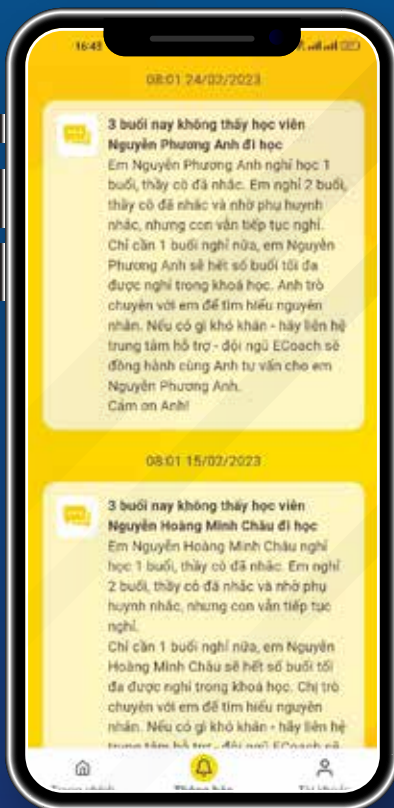 16:43
08:01 24/02/2023
3 buổi nay không thấy học viên
Nguyễn Phương Anh đi học
Em Nguyễn Phương Anh nghỉ học 1
buổi, thầy cô đã nhắc. Em nghỉ 2 buổi,
thầy cô đã nhắc và nhờ phụ huynh
nhắc, nhưng con vẫn tiếp tục nghỉ.
Chỉ cần 1 buổi nghỉ nữa, em Nguyễn
Phương Anh sẽ hết số buổi tối đa
được nghỉ trong khoá học. Anh trò
chuyện với em để tìm hiểu nguyên
nhân. Nếu có gì khó khăn - hãy liên hệ
trung tâm hỗ trợ - đội ngũ ECoach sẽ
đồng hành cùng Anh tư vấn cho em
Nguyễn Phương Anh.
Cảm ơn Anh!
08:01 15/02/2023
3 buổi nay không thấy học viên
Nguyễn Hoàng Minh Châu đi học
Em Nguyễn Hoàng Minh Châu nghỉ
học 1 buổi, thầy cô đã nhắc. Em nghỉ
2 buổi, thầy cô đã nhắc và nhờ phụ
huynh nhắc, nhưng con vẫn tiếp tục
nghỉ.
Chỉ cần 1 buổi nghỉ nữa, em Nguyễn
Hoàng Minh Châu sẽ hết số buổi tối
đa được nghỉ trong khoá học. Chị trò
chuyện với em để tìm hiểu nguyên
nhân. Nếu có gì khó khăn - hãy liên hệ
trung tâm hỗ trợ - đội ngũ ECoach sẽ